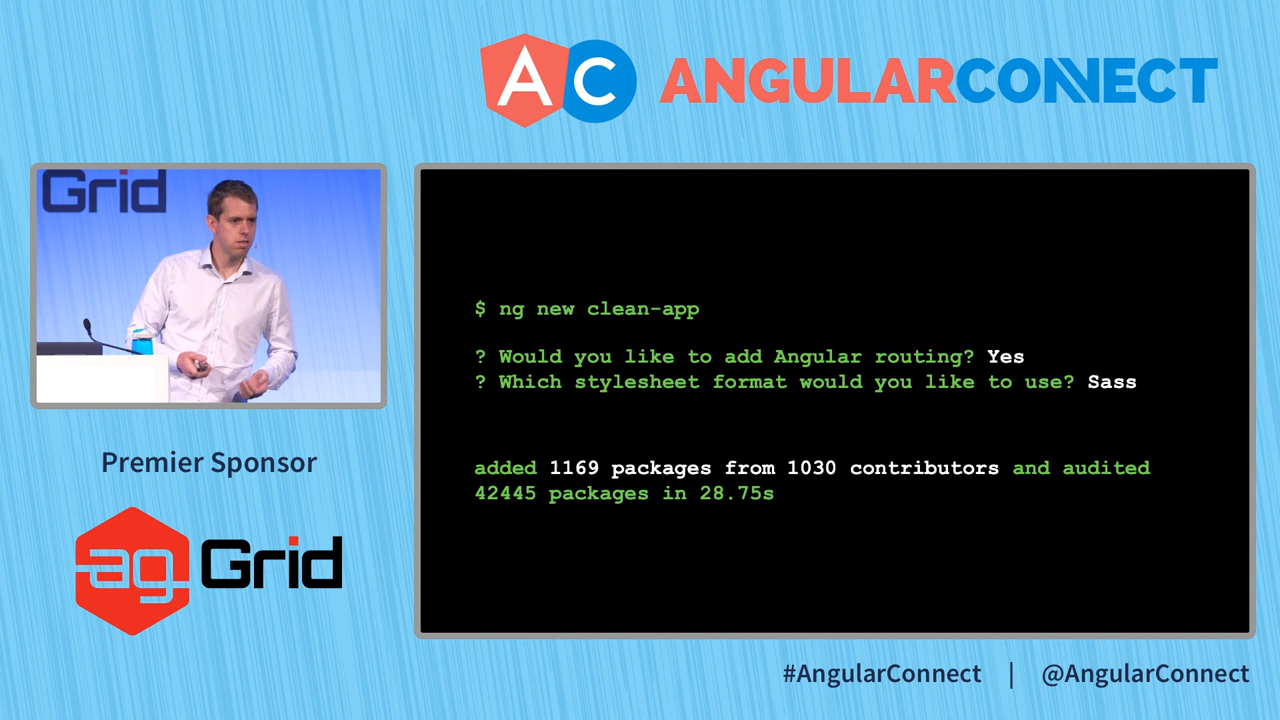 AC ANGULARCONNECT
Grid
$ ng new clean-app
? Would you like to add Angular routing? Yes
? Which stylesheet format would you like to use? Sass
added 1169 packages from 1030 contributors and audited
42445 packages in 28.75s
Premier Sponsor
ag Grid
#AngularConnect | @AngularConnect